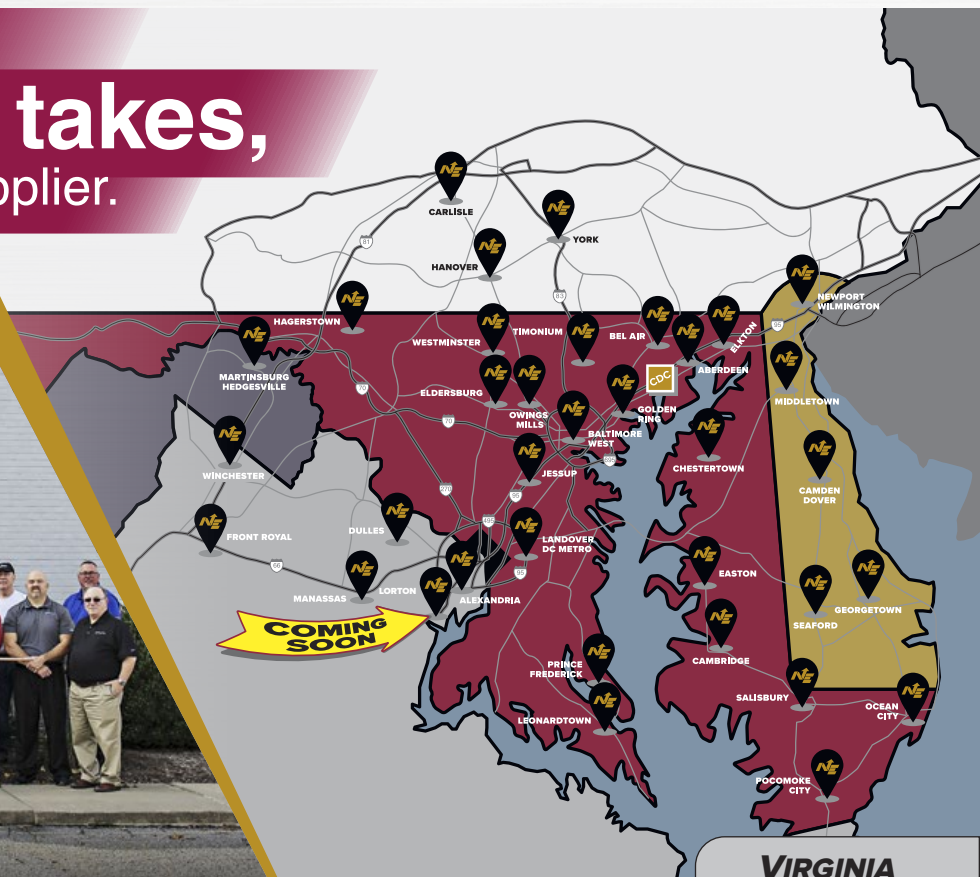 takes,
pplier.
CARLISLE
YORK
HANOVER
81
83
NEWPORT
WILMINGTON
95
HAGERSTOWN
WESTMINSTER
TIMONIUM
BEL AIR
ELKTON
ABERDEEN
MARTINSBURG
HEDGESVILLE
70
ELDERSBURG
CDC
MIDDLETOWN
OWINGS
MILLS
GOLDEN
RING
70
BALTIMORE
WEST
WINCHESTER
CHESTERTOWN
JESSUP
695
CAMDEN
DOVER
270
95
DULLES
495
FRONT ROYAL
LANDOVER
DC METRO
66
95
EASTON
MANASSAS
LORTON
ALEXANDRIA
GEORGETOWN
SEAFORD
COMING
SOON
CAMBRIDGE
PRINCE
FREDERICK
SALISBURY
OCEAN
CITY
LEONARDTOWN
POCOMOKE
CITY
VIRGINIA